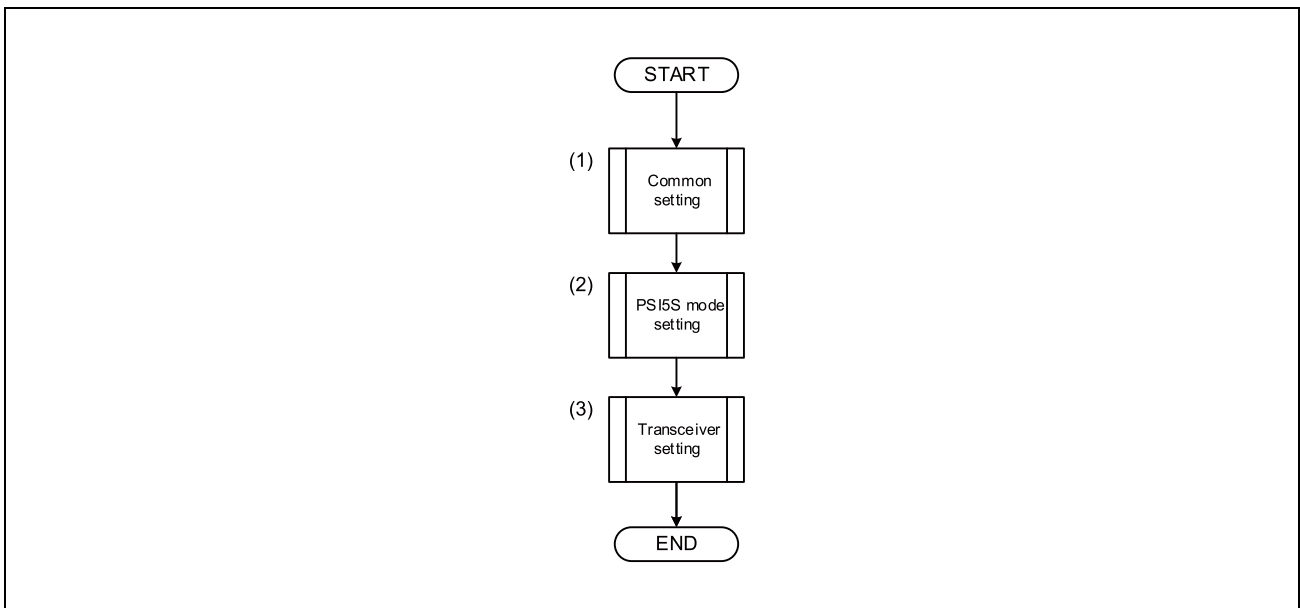 START
(1)
Common
setting
(2)
PSI5S mode
setting
(3)
Transceiver
setting
END